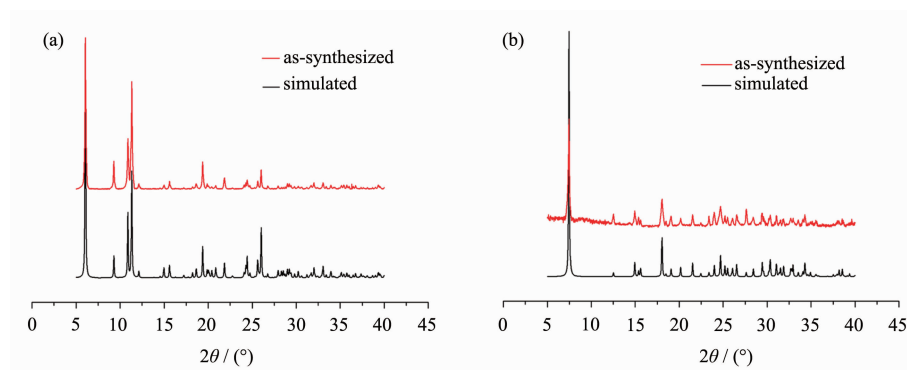 (a)
as-synthesized
simulated
0 5 10 15 20 25 30 35 40 45
2θ / (°)
(b)
as-synthesized
simulated
0 5 10 15 20 25 30 35 40 45
2θ / (°)